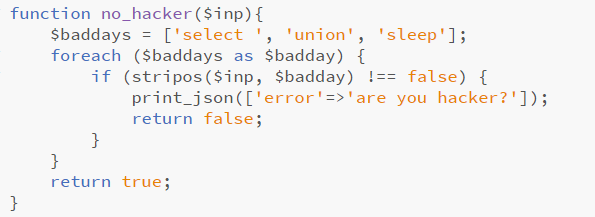 function no_hacker($inp){
    $baddays = ['select ', 'union', 'sleep'];
    foreach ($baddays as $badday) {
        if (stripos($inp, $badday) !== false) {
            print_json(['error'=>'are you hacker?']);
            return false;
        }
    }
    return true;
}